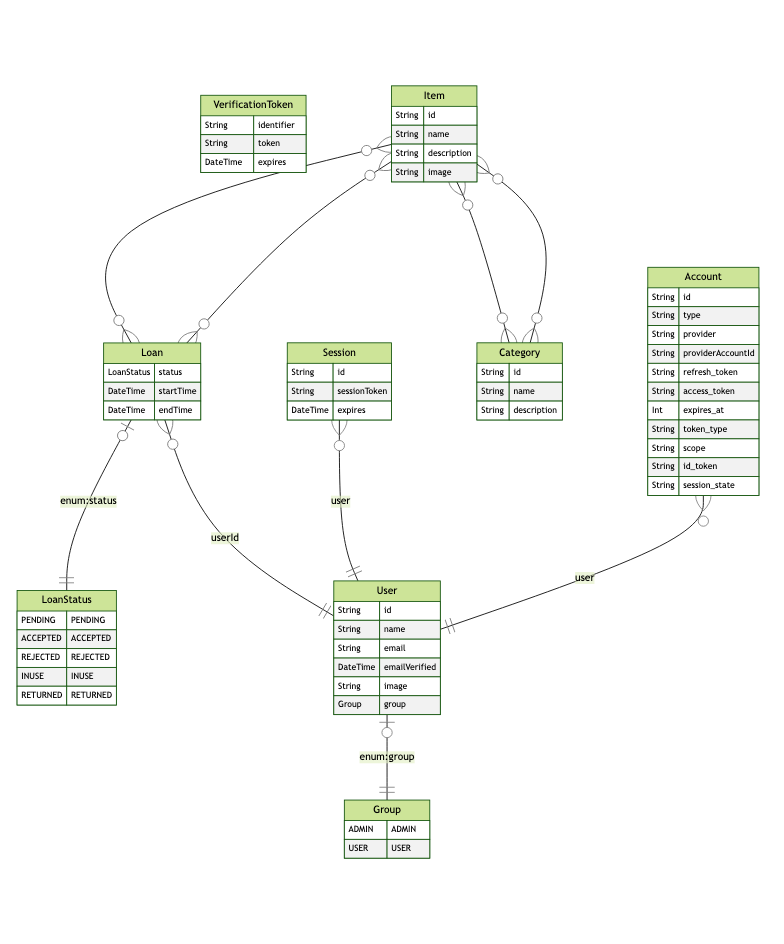 VerificationToken
String identifier
String token
DateTime expires
Item
String id
String name
String description
String image
Account
String id
String type
String provider
String providerAccountId
String refresh_token
String access_token
Int expires_at
String token_type
String scope
String id_token
String session_state
Loan
LoanStatus status
DateTime startTime
DateTime endTime
Session
String id
String sessionToken
DateTime expires
Category
String id
String name
String description
enum:status
userId
user
user
LoanStatus
PENDING PENDING
ACCEPTED ACCEPTED
REJECTED REJECTED
INUSE INUSE
RETURNED RETURNED
User
String id
String name
String email
DateTime emailVerified
String image
Group group
enum:group
Group
ADMIN ADMIN
USER USER